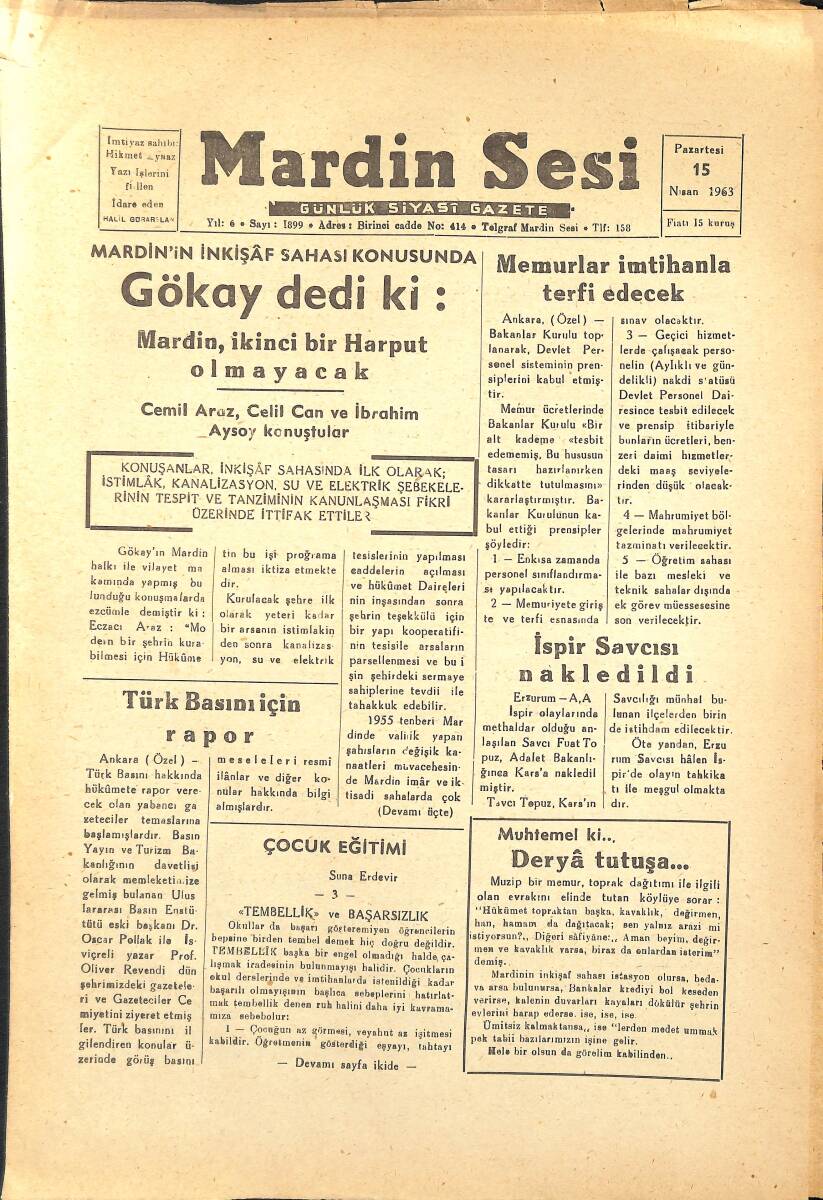 İmtiyaz sahibi:
Hikmet
Yazı İşlerini
fiilen
İdare eden
HALİL GÖRARSLAN
Mardin Sesi
GÜNLÜK SİYASİ GAZETE
Yıl: 6 • Sayı: 1899 • Adres: Birinci cadde No: 414 • Telgraf Mardin Sesi • Tlf: 158
Pazartesi
15
Nisan 1963
Fiatı 15 kuruş
MARDİN'iN İNKİŞÂF SAHASI KONUSUNDA
Gökay dedi ki :
Mardin, ikinci bir Harput
olmayacak
Cemil Araz, Celil Can ve İbrahim
Aysoy konuştular
KONUŞANLAR, İNKİŞÂF SAHASINDA İLK OLARAK;
İSTİMLÂK, KANALİZASYON, SU VE ELEKTRİK ŞEBEKELE-
RİNİN TESPİT VE TANZİMİNİN KANUNLAŞMASI FİKRİ
ÜZERİNDE İTTİFAK ETTİLER
Gökay'ın Mardin
halkı ile vilayet ma
kamında yapmış bu
lunduğu konuşmalarda
ezcümle demiştir ki :
Eczacı Araz : "Mo
dern bir şehrin kura
bilmesi için Hükûme
tin bu işi proğrama
alması iktiza etmekte
dir.
Kurulacak şehre ilk
olarak yeteri kadar
bir arsanın istimlakin
den sonra kanalizas-
yon, su ve elektrik
tesislerinin yapılması
caddelerin açılması
ve hükûmet Daireleri
nin inşasından sonra
şehrin teşekkülü için
bir yapı kooperatifi-
nin tesisile arsaların
parsellenmesi ve bu i
şin şehirdeki sermaye
sahiplerine tevdii ile
tahakkuk edebilir.
1955 tenberi Mar
dinde valilik yapan
şahısların değişik ka-
naatleri müvacehesin-
de Mardin imâr ve ik-
tisadi sahalarda çok
(Devamı üçte)
Türk Basını için
rapor
Ankara ( Özel ) —
Türk Basını hakkında
hükûmete rapor vere-
cek olan yabancı ga
zeteciler temaslarına
başlamışlardır. Basın
Yayın ve Turizm Ba-
kanlığının davetlisi
olarak memleketimize
gelmiş bulanan Ulus
lararası Basın Enstü-
tütü eski başkanı Dr.
Oscar Pollak ile İs-
viçreli yazar Prof.
Oliver Revendi dün
şehrimizdeki gazetele-
ri ve Gazeteciler Ce
miyetini ziyaret etmiş
ler. Türk basınını il
gilendiren konular ü-
zerinde görüş basını
meseleleri resmi
ilânlar ve diğer ko-
nular hakkında bilgi
almışlardır.
ÇOCUK EĞİTİMİ
Suna Erdevir
— 3 —
«TEMBELLİK» ve BAŞARSIZLIK
Okullar da başarı gösteremiyen öğrencilerin
hepsine birden tembel demek hiç doğru değildir.
TEMBELLİK başka bir engel olmadığı halde, ça-
lışmak iradesinin bulunmayışı halidir. Çocukların
okul derslerinde ve imtihanlarda istenildiği kadar
başarılı olmayışının başlıca sebeplerini hatırlat-
mak tembellik denen ruh halini daha iyi kavrama-
mıza sebebolur:
1 — Çocuğun az görmesi, veyahut az işitmesi
kabildir. Öğretmenin gösterdiği eşyayı, tahtayı
— Devamı sayfa ikide —
Memurlar imtihanla
terfi edecek
Ankara, (Özel) —
Bakanlar Kurulu top-
lanarak, Devlet Per-
sonel sisteminin pren-
siplerini kabul etmiş-
tir.
Memur ücretlerinde
Bakanlar Kurulu «Bir
alt kademe «tesbit
edememiş, Bu hususun
tasarı hazırlanırken
dikkatte tutulmasını»
kararlaştırmıştır. Ba-
kanlar Kurulunun ka-
bul ettiği prensipler
şöyledir:
1 — Enkısa zamanda
personel sınıflandırma-
sı yapılacaktır.
2 — Memuriyete giriş
te ve terfi esnasında
sınav olacaktır.
3 — Geçici hizmet-
lerde çalışacak perso-
nelin (Aylıklı ve gün-
delikli) nakdi statüsü
Devlet Personel Dai-
resince tesbit edilecek
ve prensip itibariyle
bunların ücretleri, ben-
zeri daimi hizmetler-
deki maaş seviyele-
rinden düşük olacak-
tır.
4 — Mahrumiyet böl-
gelerinde mahrumiyet
tazminatı verilecektir.
5 — Öğretim sahası
ile bazı mesleki ve
teknik sahalar dışında
ek görev müessesesine
son verilecektir.
İspir Savcısı
nakledildi
Erzurum — A.A
İspir olaylarında
methaldar olduğu an-
laşılan Savcı Fuat To
puz, Adalet Bakanlı-
ğınca Kars'a nakledil
miştir.
Tavcı Topuz, Kars'ın
Savcılığı münhal bu-
lunan ilçelerden birin
de istihdam edilecektir.
Öte yandan, Erzu
rum Savcısı hâlen İs-
pir'de olayın tahkika
tı ile meşgul olmakta
dır.
Muhtemel ki..,
Deryâ tutuşa...
Muzip bir memur, toprak dağıtımı ile ilgili
olan evrakını elinde tutan köylüye sorar :
"Hükûmet topraktan başka, kavaklık, değirmen,
han, hamam da dağıtacak; sen yalnız arazi mi
istiyorsun?,, Diğeri sâfiyâne:,, Aman beyim, değir-
men ve kavaklık varsa, biraz da onlardan isterim"
demiş.
Mardinin inkişaf sahası istasyon olursa, beda-
va arsa bulunursa, Bankalar krediyi bol keseden
verirse, kalenin duvarları kayaları dökülür şehrin
evlerini harap ederse. ise, ise, ise.
Ümitsiz kalmaktansa,, ise "lerden medet ummak
pek tabii bazılarımızın işine gelir.
Hele bir olsun da görelim kabilinden..